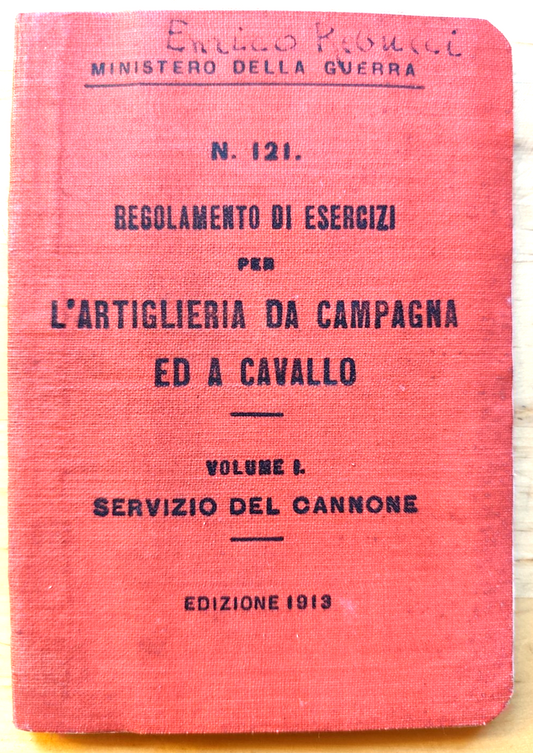 Enrico Rebucci
MINISTERO DELLA GUERRA
N. 121.
REGOLAMENTO DI ESERCIZI
PER
L'ARTIGLIERIA DA CAMPAGNA
ED A CAVALLO
VOLUME I.
SERVIZIO DEL CANNONE
EDIZIONE 1913